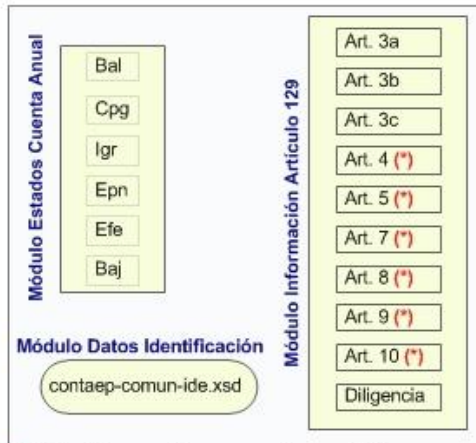 Módulo Estados Cuenta Anual
Bal
Cpg
Igr
Epn
Efe
Baj
Módulo Datos Identificación
contaep-comun-ide.xsd
Módulo Información Artículo 129
Art. 3a
Art. 3b
Art. 3c
Art. 4 (*)
Art. 5 (*)
Art. 7 (*)
Art. 8 (*)
Art. 9 (*)
Art. 10 (*)
Diligencia